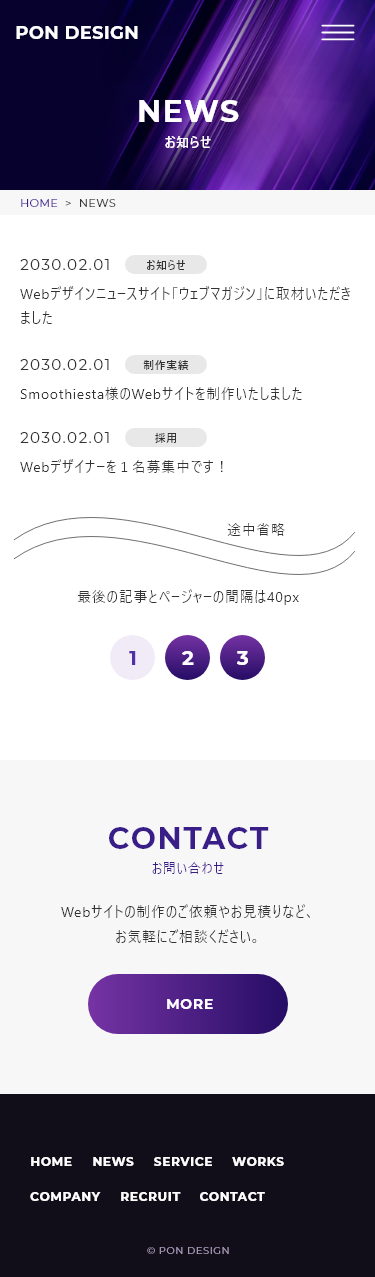 PON DESIGN
NEWS
お知らせ
HOME > NEWS
2030.02.01 お知らせ
Webデザインニュースサイト「ウェブマガジン」に取材いただき
ました
2030.02.01 制作実績
Smoothiesta様のWebサイトを制作いたしました
2030.02.01 採用
Webデザイナーを１名募集中です！
途中省略
最後の記事とページャーの間隔は40px
1 2 3
CONTACT
お問い合わせ
Webサイトの制作のご依頼やお見積りなど、
お気軽にご相談ください。
MORE
HOME NEWS SERVICE WORKS
COMPANY RECRUIT CONTACT
© PON DESIGN